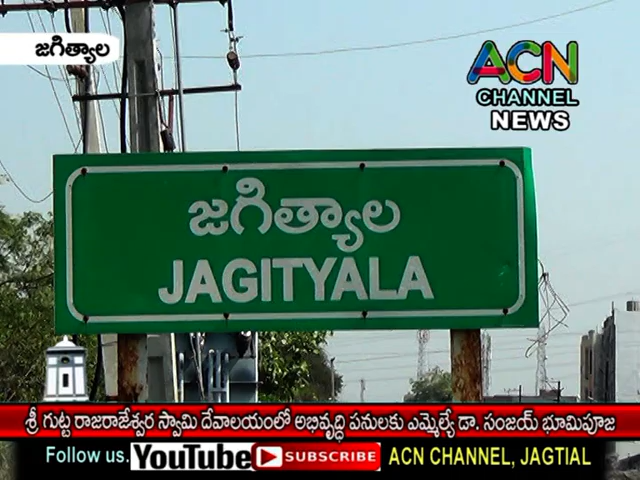 జగిత్యాల
ACN
CHANNEL
NEWS
జగిత్యాల
JAGITYALA
శ్రీ గుట్ట రాజరాజేశ్వర స్వామి దేవాలయంలో అభివృద్ధి పనులకు ఎమ్మెల్యే డా. సంజయ్ భూమిపూజ
Follow us. YouTube SUBSCRIBE ACN CHANNEL, JAGTIAL